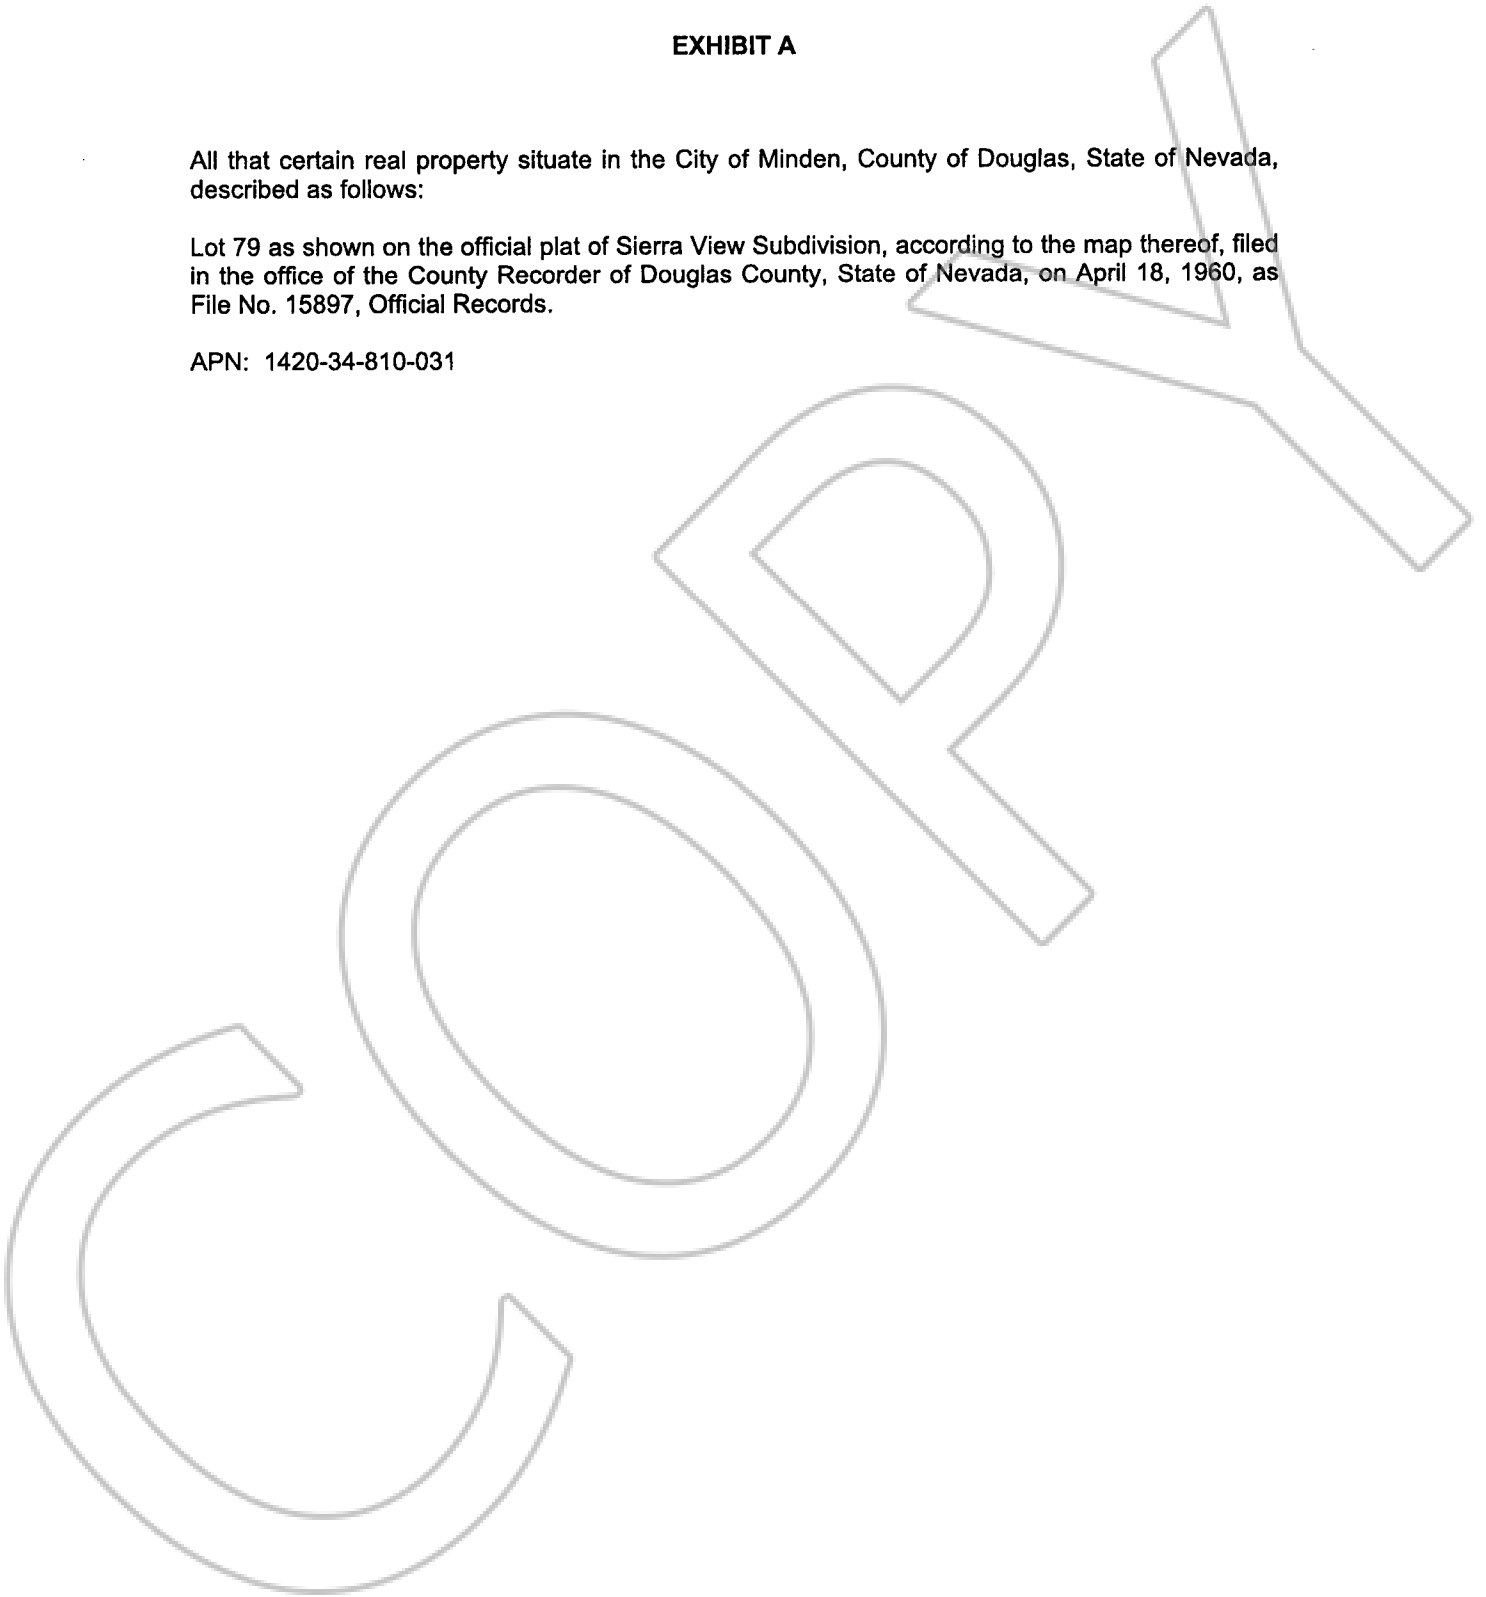 EXHIBIT A
All that certain real property situate in the City of Minden, County of Douglas, State of Nevada,
described as follows:
Lot 79 as shown on the official plat of Sierra View Subdivision, according to the map thereof, filed
in the office of the County Recorder of Douglas County, State of Nevada, on April 18, 1960, as
File No. 15897, Official Records.
APN: 1420-34-810-031
COPY